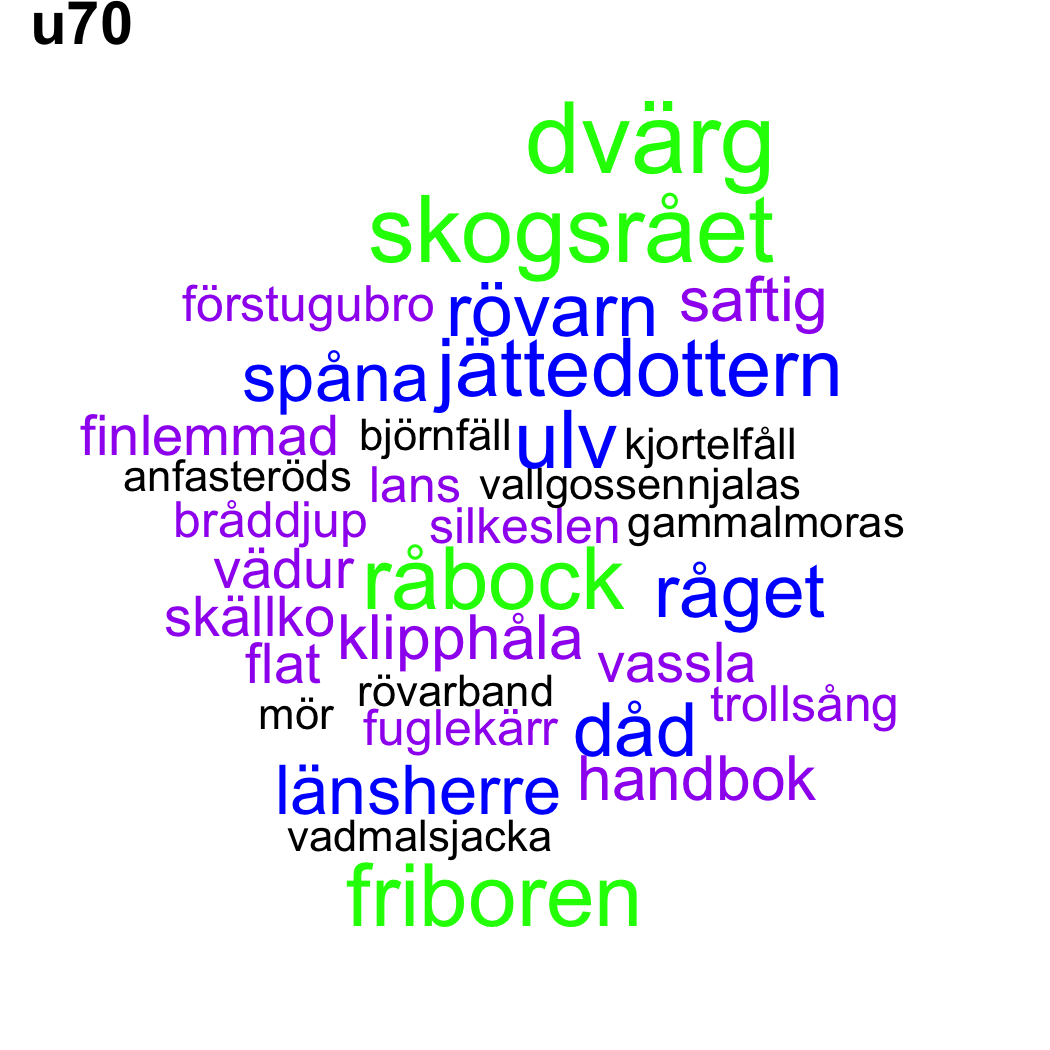 u70
dvärg
skogsrået
förstugubro rövarn saftig
spåna jättedottern
finlemmad björnfäll ulv kjortelfåll
anfasteröds lans vallgossennjalas
bråddjup silkeslen gammalmoras
vädur råbock råget
skällko klipphåla
flat vassla
mör rövarband trollsång
fuglekärr dåd
länsherre handbok
vadmalsjacka
friboren